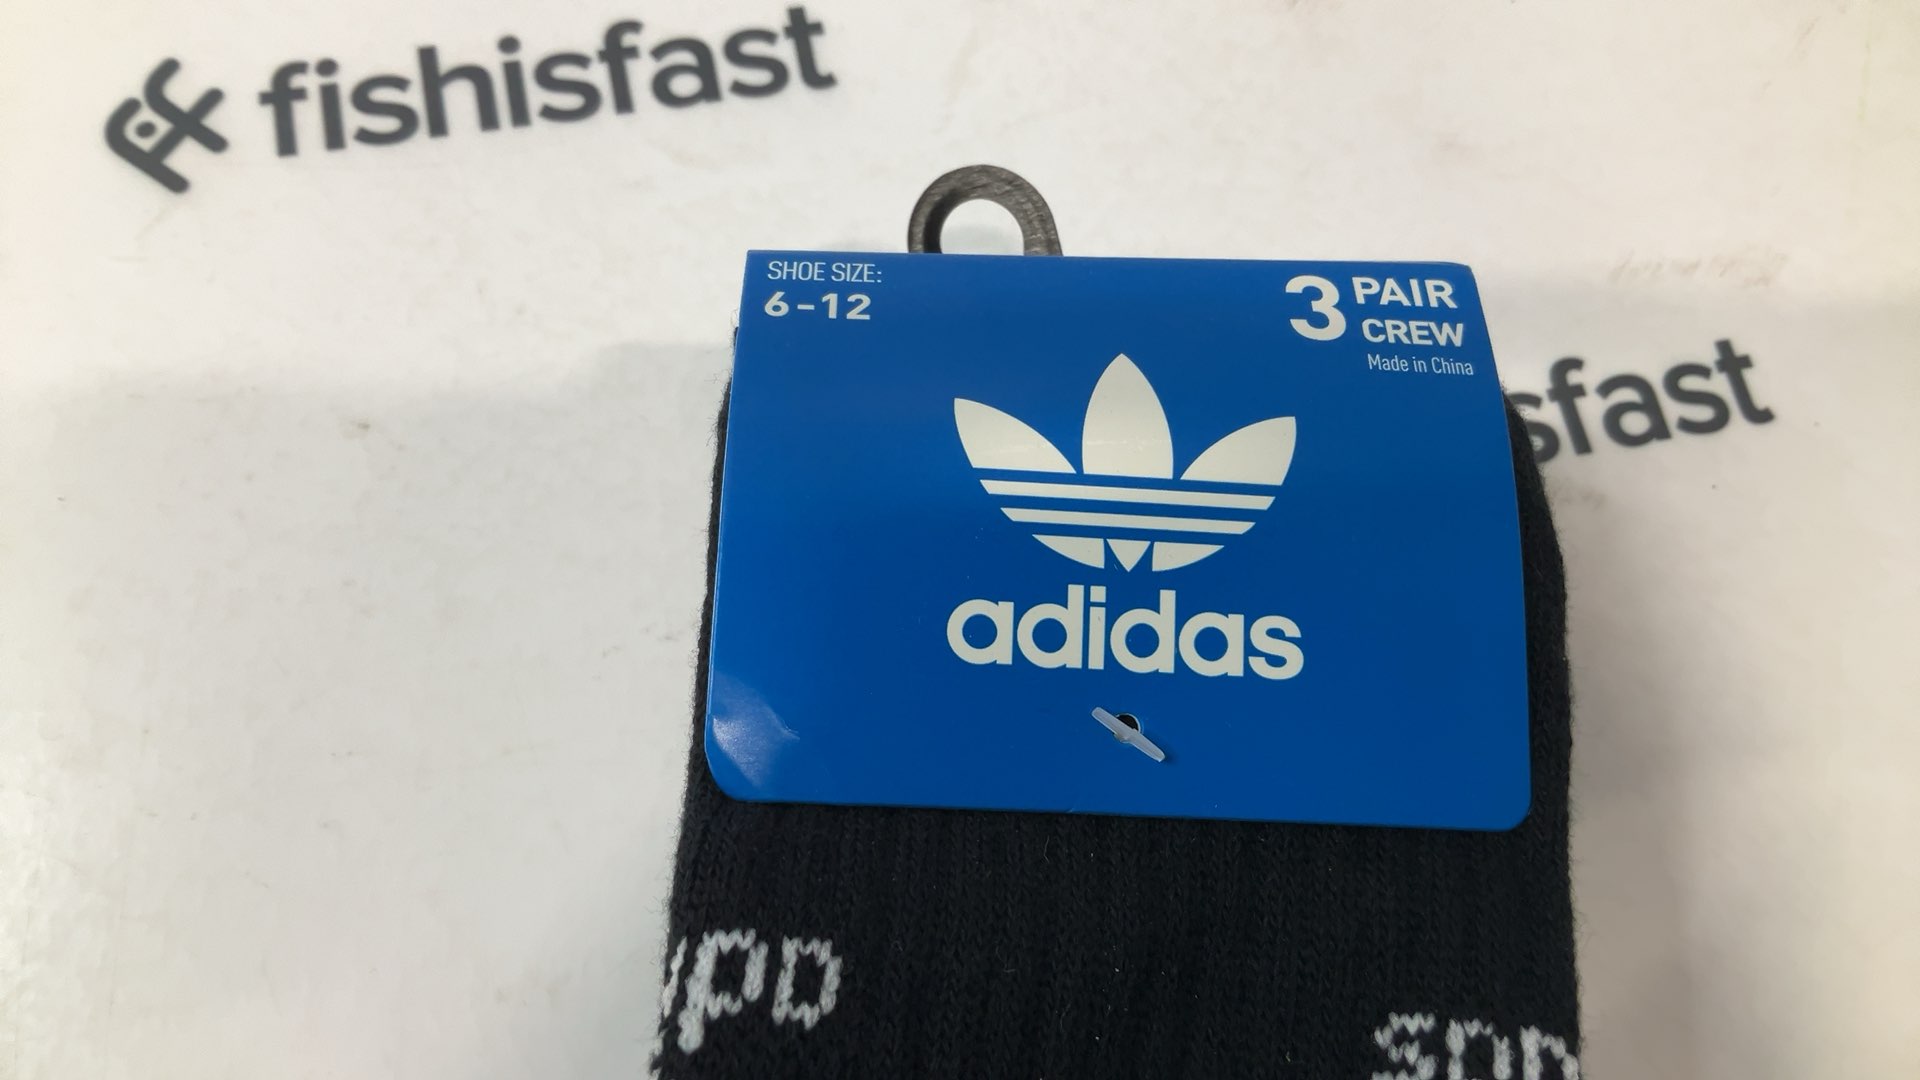 fishisfast
SHOE SIZE:
6-12
3 PAIR
CREW
Made in China
sfast
adidas